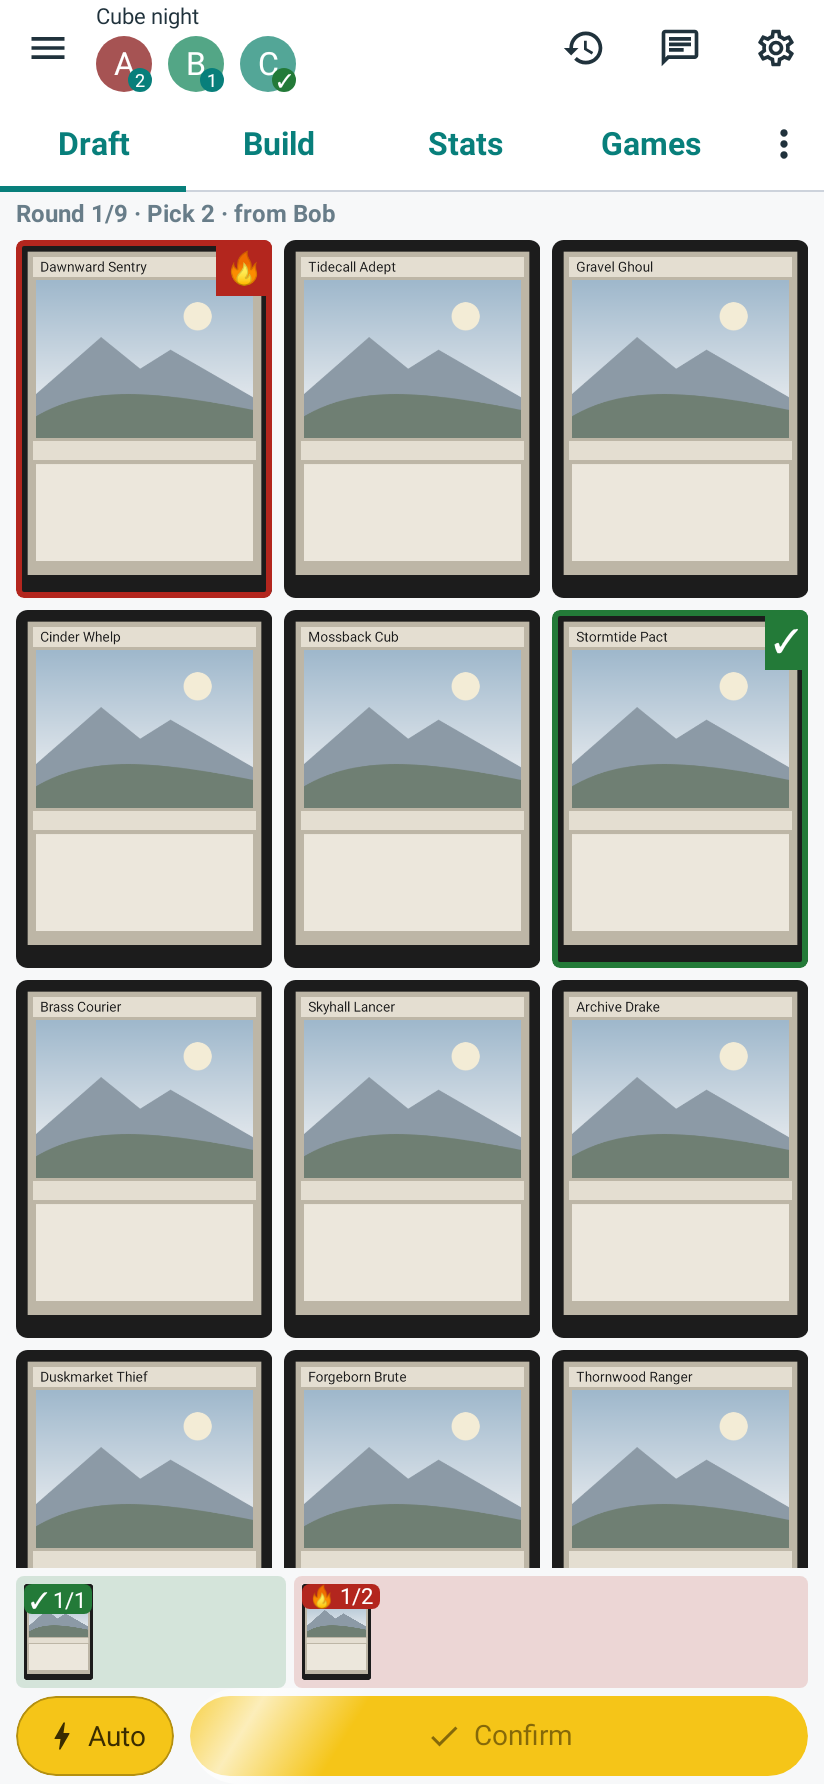 Cube night
A 2 B 1 C ✓
Draft Build Stats Games
Round 1/9 · Pick 2 · from Bob
Dawnward Sentry 🔥 Tidecall Adept Gravel Ghoul
Cinder Whelp Mossback Cub Stormtide Pact ✓
Brass Courier Skyhall Lancer Archive Drake
Duskmarket Thief Forgeborn Brute Thornwood Ranger
✓ 1/1 🔥 1/2
Auto Confirm